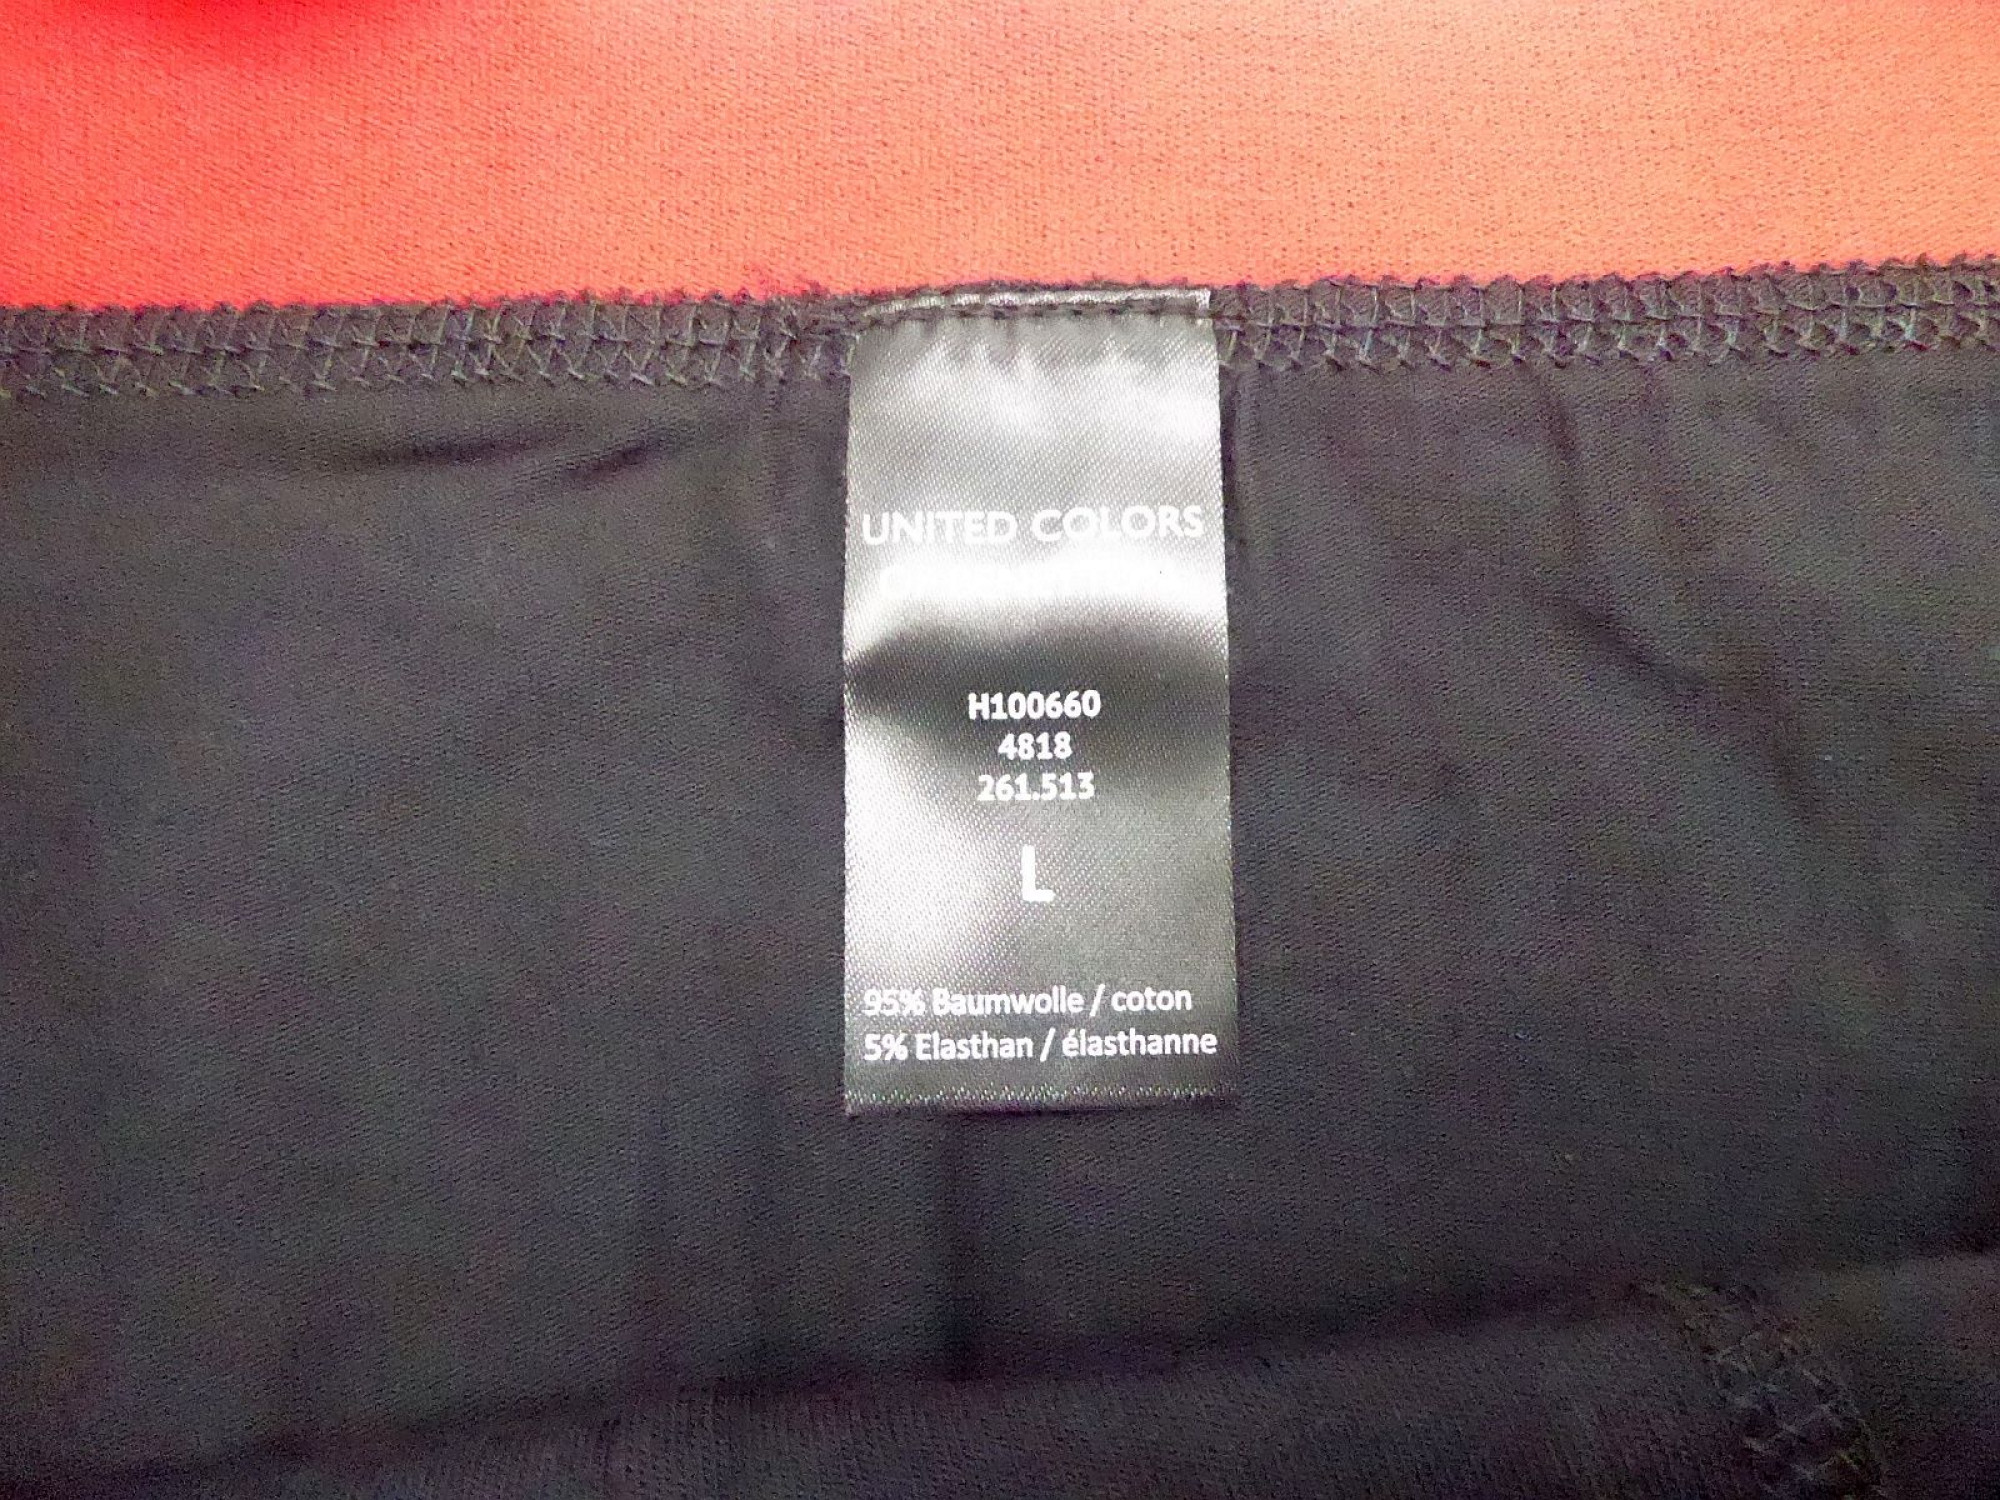 UNITED COLORS
H100660
4818
261.513
L
95% Baumwolle / coton
5% Elasthan / élasthanne